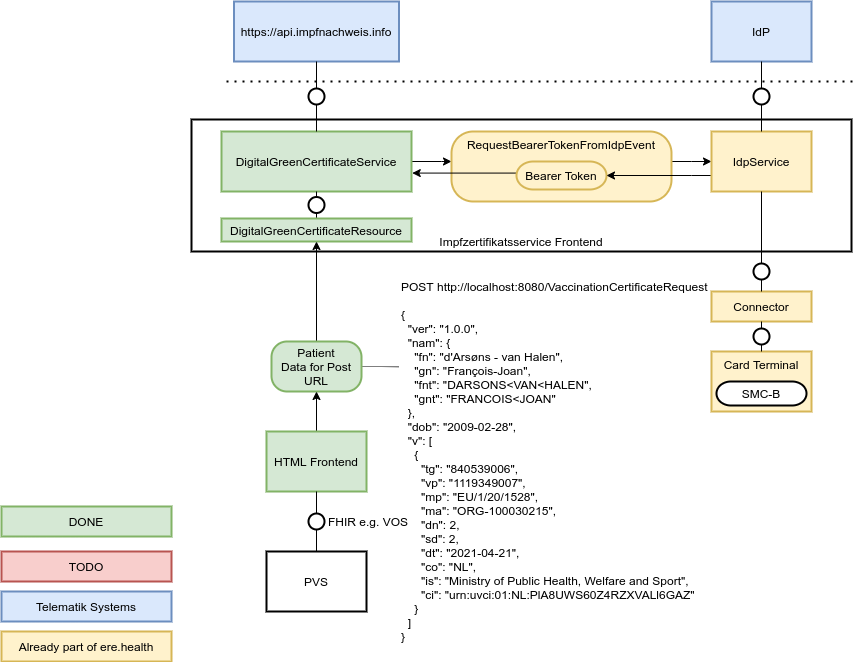 https://api.impfnachweis.info
IdP
DigitalGreenCertificateService
RequestBearerTokenFromIdpEvent
Bearer Token
IdpService
DigitalGreenCertificateResource
Impfzertifikatsservice Frontend
POST http://localhost:8080/VaccinationCertificateRequest
{
"ver": "1.0.0",
"nam": {
"fn": "d'Arsøns - van Halen",
"gn": "François-Joan",
"fnt": "DARSONS<VAN<HALEN",
"gnt": "FRANCOIS<JOAN"
},
"dob": "2009-02-28",
"v": [
{
"tg": "840539006",
"vp": "1119349007",
"mp": "EU/1/20/1528",
"ma": "ORG-100030215",
"dn": 2,
"sd": 2,
"dt": "2021-04-21",
"co": "NL",
"is": "Ministry of Public Health, Welfare and Sport",
"ci": "urn:uvci:01:NL:PlA8UWS60Z4RZXVALl6GAZ"
}
]
}
Connector
Card Terminal
SMC-B
Patient
Data for Post
URL
HTML Frontend
FHIR e.g. VOS
PVS
DONE
TODO
Telematik Systems
Already part of ere.health